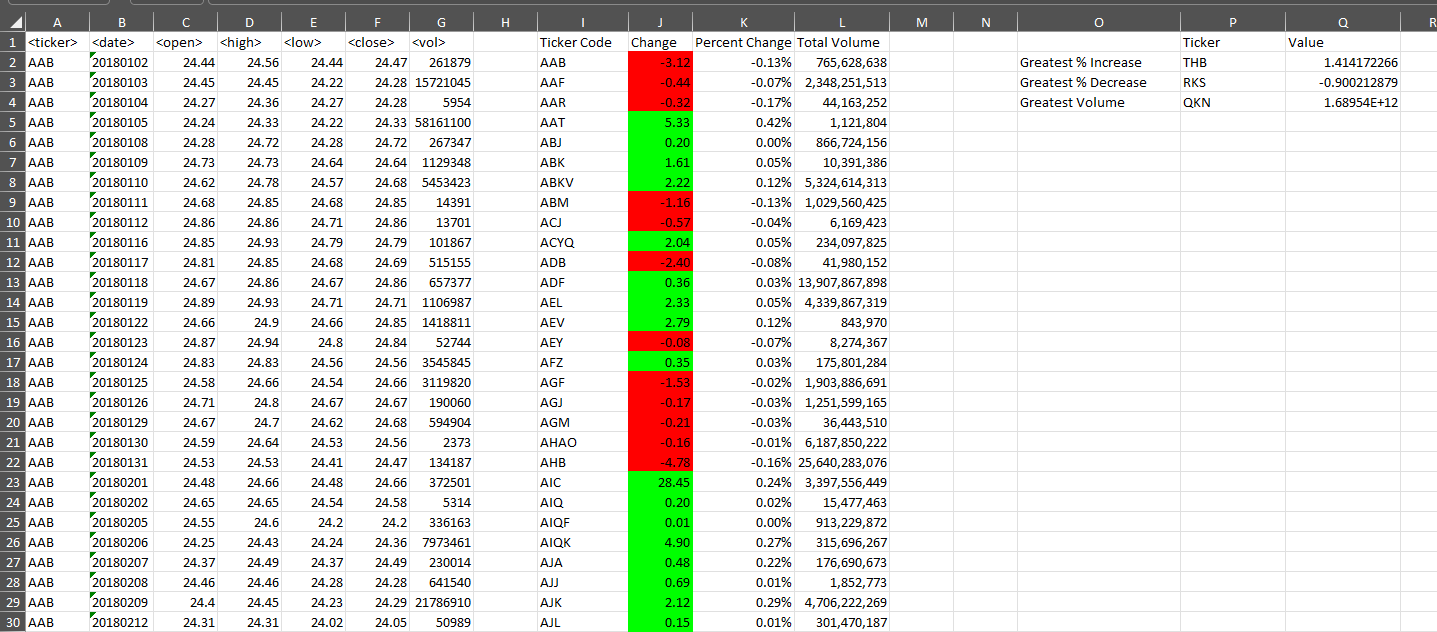 A B C D E F G H I J K L M N O P Q R
1 <ticker> <date> <open> <high> <low> <close> <vol> Ticker Code Change Percent Change Total Volume Ticker Value
2 AAB 20180102 24.44 24.56 24.44 24.47 261879 AAB -3.12 -0.13% 765,628,638 Greatest % Increase THB 1.414172266
3 AAB 20180103 24.45 24.45 24.22 24.28 15721045 AAF -0.44 -0.07% 2,348,251,513 Greatest % Decrease RKS -0.900212879
4 AAB 20180104 24.27 24.36 24.27 24.28 5954 AAR -0.32 -0.17% 44,163,252 Greatest Volume QKN 1.68954E+12
5 AAB 20180105 24.24 24.33 24.22 24.33 58161100 AAT 5.33 0.42% 1,121,804
6 AAB 20180108 24.28 24.72 24.28 24.72 267347 ABJ 0.20 0.00% 866,724,156
7 AAB 20180109 24.73 24.73 24.64 24.64 1129348 ABK 1.61 0.05% 10,391,386
8 AAB 20180110 24.62 24.78 24.57 24.68 5453423 ABKV 2.22 0.12% 5,324,614,313
9 AAB 20180111 24.68 24.85 24.68 24.85 14391 ABM -1.16 -0.13% 1,029,560,425
10 AAB 20180112 24.86 24.86 24.71 24.86 13701 ACJ -0.57 -0.04% 6,169,423
11 AAB 20180116 24.85 24.93 24.79 24.79 101867 ACYQ 2.04 0.05% 234,097,825
12 AAB 20180117 24.81 24.85 24.68 24.69 515155 ADB -2.40 -0.08% 41,980,152
13 AAB 20180118 24.67 24.86 24.67 24.86 657377 ADF 0.36 0.03% 13,907,867,898
14 AAB 20180119 24.89 24.93 24.71 24.71 1106987 AEL 2.33 0.05% 4,339,867,319
15 AAB 20180122 24.66 24.9 24.66 24.85 1418811 AEV 2.79 0.12% 843,970
16 AAB 20180123 24.87 24.94 24.8 24.84 52744 AEY -0.08 -0.07% 8,274,367
17 AAB 20180124 24.83 24.83 24.56 24.56 3545845 AFZ 0.35 0.03% 175,801,284
18 AAB 20180125 24.58 24.66 24.54 24.66 3119820 AGF -1.53 -0.02% 1,903,886,691
19 AAB 20180126 24.71 24.8 24.67 24.67 190060 AGJ -0.17 -0.03% 1,251,599,165
20 AAB 20180129 24.67 24.7 24.62 24.68 594904 AGM -0.21 -0.03% 36,443,510
21 AAB 20180130 24.59 24.64 24.53 24.56 2373 AHAO -0.16 -0.01% 6,187,850,222
22 AAB 20180131 24.53 24.53 24.41 24.47 134187 AHB -4.78 -0.16% 25,640,283,076
23 AAB 20180201 24.48 24.66 24.48 24.66 372501 AIC 28.45 0.24% 3,397,556,449
24 AAB 20180202 24.65 24.65 24.54 24.58 5314 AIQ 0.20 0.02% 15,477,463
25 AAB 20180205 24.55 24.6 24.2 24.2 336163 AIQF 0.01 0.00% 913,229,872
26 AAB 20180206 24.25 24.43 24.24 24.36 7973461 AIQK 4.90 0.27% 315,696,267
27 AAB 20180207 24.37 24.49 24.37 24.49 230014 AJA 0.48 0.22% 176,690,673
28 AAB 20180208 24.46 24.46 24.28 24.28 641540 AJJ 0.69 0.01% 1,852,773
29 AAB 20180209 24.4 24.45 24.23 24.29 21786910 AJK 2.12 0.29% 4,706,222,269
30 AAB 20180212 24.31 24.31 24.02 24.05 50989 AJL 0.15 0.01% 301,470,187